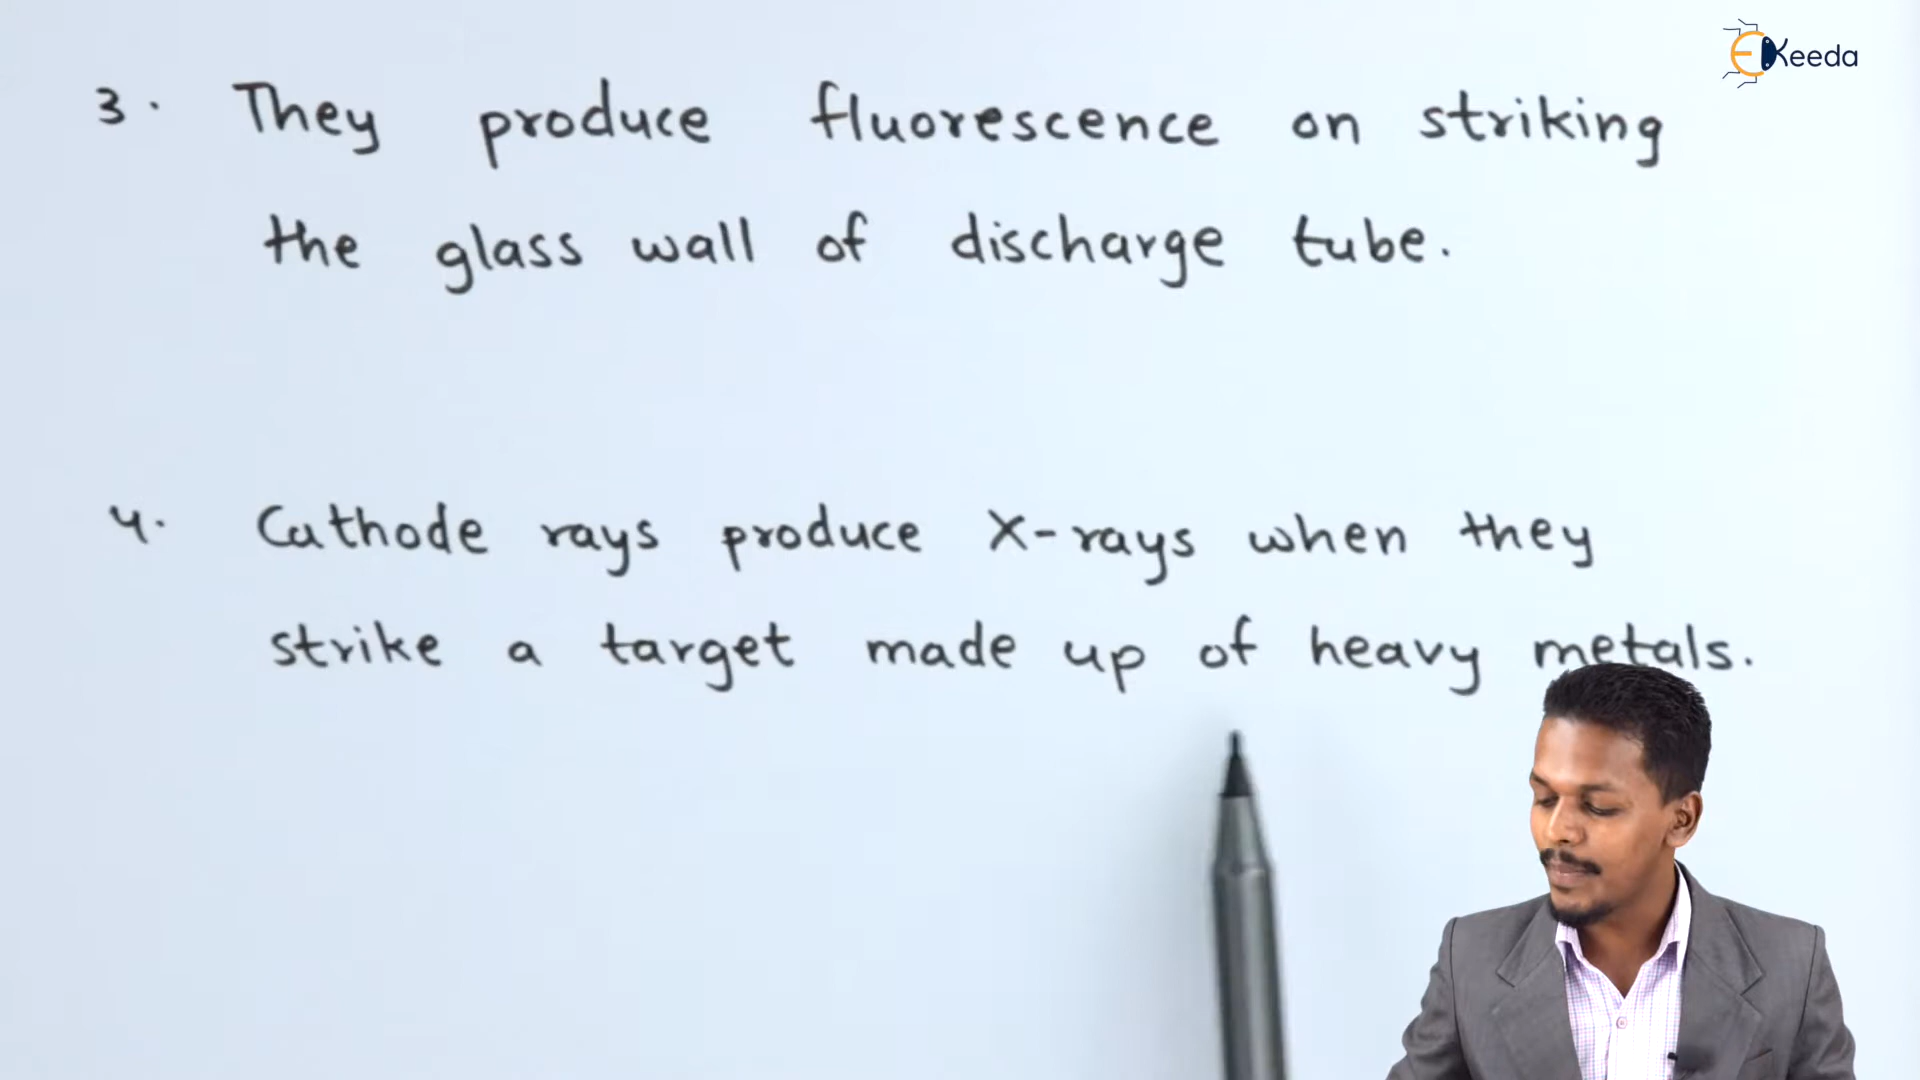 EKeeda
3. They produce fluorescence on striking
the glass wall of discharge tube.
4. Cathode rays produce X-rays when they
strike a target made up of heavy metals.